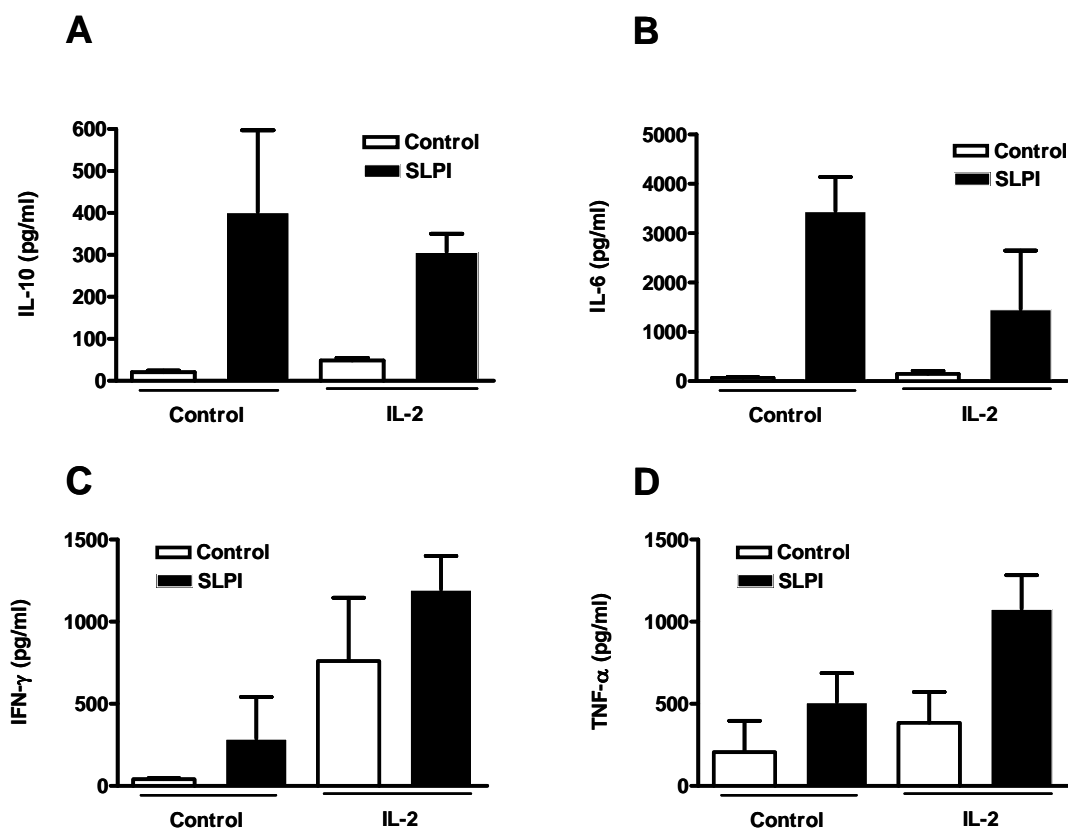 A
IL-10 (pg/ml)
600
500
400
300
200
100
0
Control
SLPI
Control
IL-2
B
IL-6 (pg/ml)
5000
4000
3000
2000
1000
0
Control
SLPI
Control
IL-2
C
IFN-γ (pg/ml)
1500
1000
500
0
Control
SLPI
Control
IL-2
D
TNF-α (pg/ml)
1500
1000
500
0
Control
SLPI
Control
IL-2